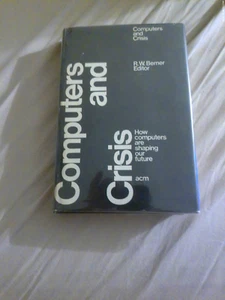 Computers
and
Crisis
R.W. Bemer
Editor
Computers
and
Crisis
How
computers
are
shaping
our
future
acm